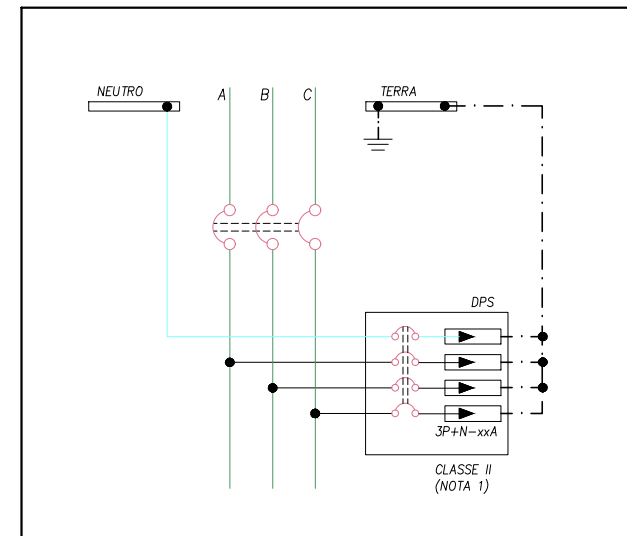 NEUTRO
A
B
C
TERRA
DPS
3P+N-xxA
CLASSE II
(NOTA 1)